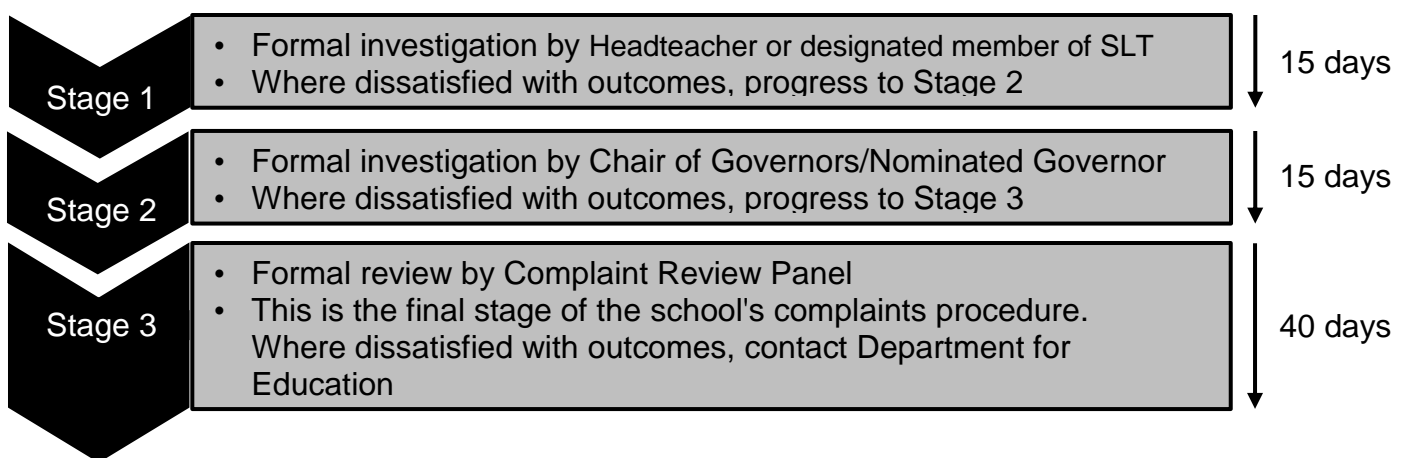 Stage 1
• Formal investigation by Headteacher or designated member of SLT
• Where dissatisfied with outcomes, progress to Stage 2
15 days
Stage 2
• Formal investigation by Chair of Governors/Nominated Governor
• Where dissatisfied with outcomes, progress to Stage 3
15 days
Stage 3
• Formal review by Complaint Review Panel
• This is the final stage of the school's complaints procedure.
Where dissatisfied with outcomes, contact Department for
Education
40 days